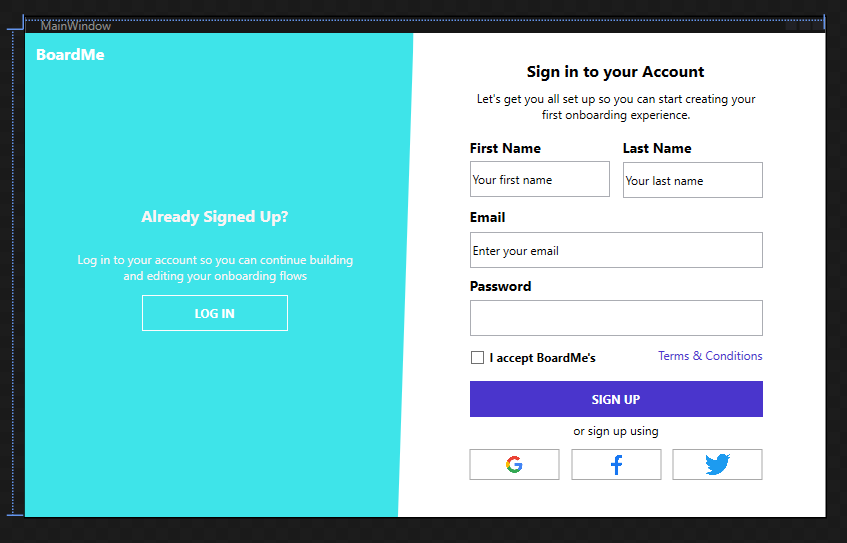 MainWindow
BoardMe
Already Signed Up?
Log in to your account so you can continue building
and editing your onboarding flows
LOG IN
Sign in to your Account
Let's get you all set up so you can start creating your
first onboarding experience.
First Name
Last Name
Your first name
Your last name
Email
Enter your email
Password
I accept BoardMe's
Terms & Conditions
SIGN UP
or sign up using